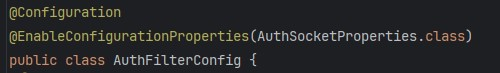 @Configuration
@EnableConfigurationProperties(AuthSocketProperties.class)
public class AuthFilterConfig {